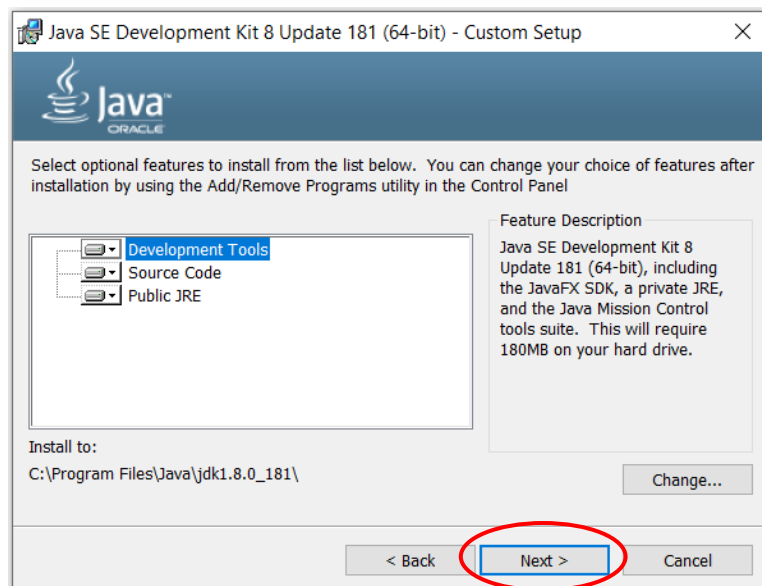 Java SE Development Kit 8 Update 181 (64-bit) - Custom Setup
Java™
ORACLE
Select optional features to install from the list below. You can change your choice of features after
installation by using the Add/Remove Programs utility in the Control Panel
Development Tools
Source Code
Public JRE
Feature Description
Java SE Development Kit 8
Update 181 (64-bit), including
the JavaFX SDK, a private JRE,
and the Java Mission Control
tools suite. This will require
180MB on your hard drive.
Install to:
C:\Program Files\Java\jdk1.8.0_181\
Change...
< Back
Next >
Cancel